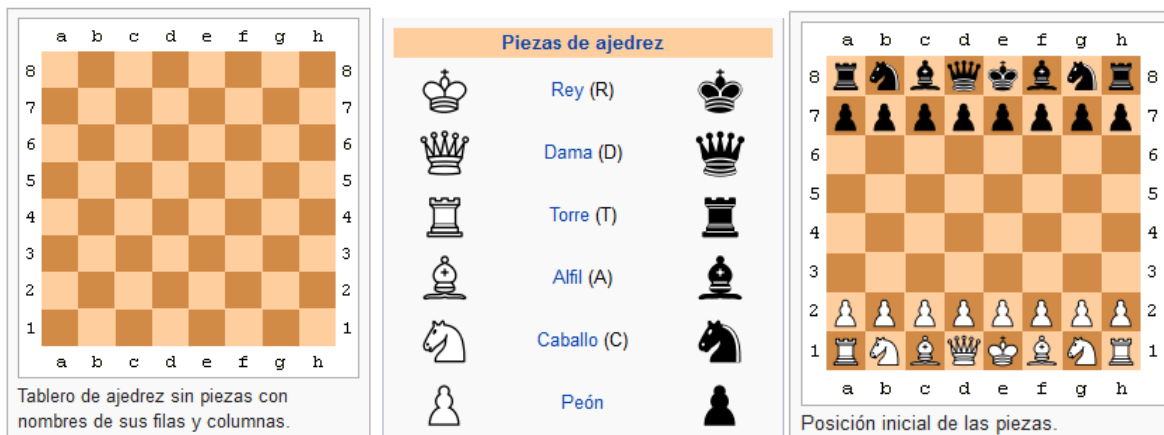 a b c d e f g h
8 8
7 7
6 6
5 5
4 4
3 3
2 2
1 1
a b c d e f g h
Tablero de ajedrez sin piezas con
nombres de sus filas y columnas.
Piezas de ajedrez
Rey (R)
Dama (D)
Torre (T)
Alfil (A)
Caballo (C)
Peón
a b c d e f g h
8 8
7 7
6 6
5 5
4 4
3 3
2 2
1 1
a b c d e f g h
Posición inicial de las piezas.